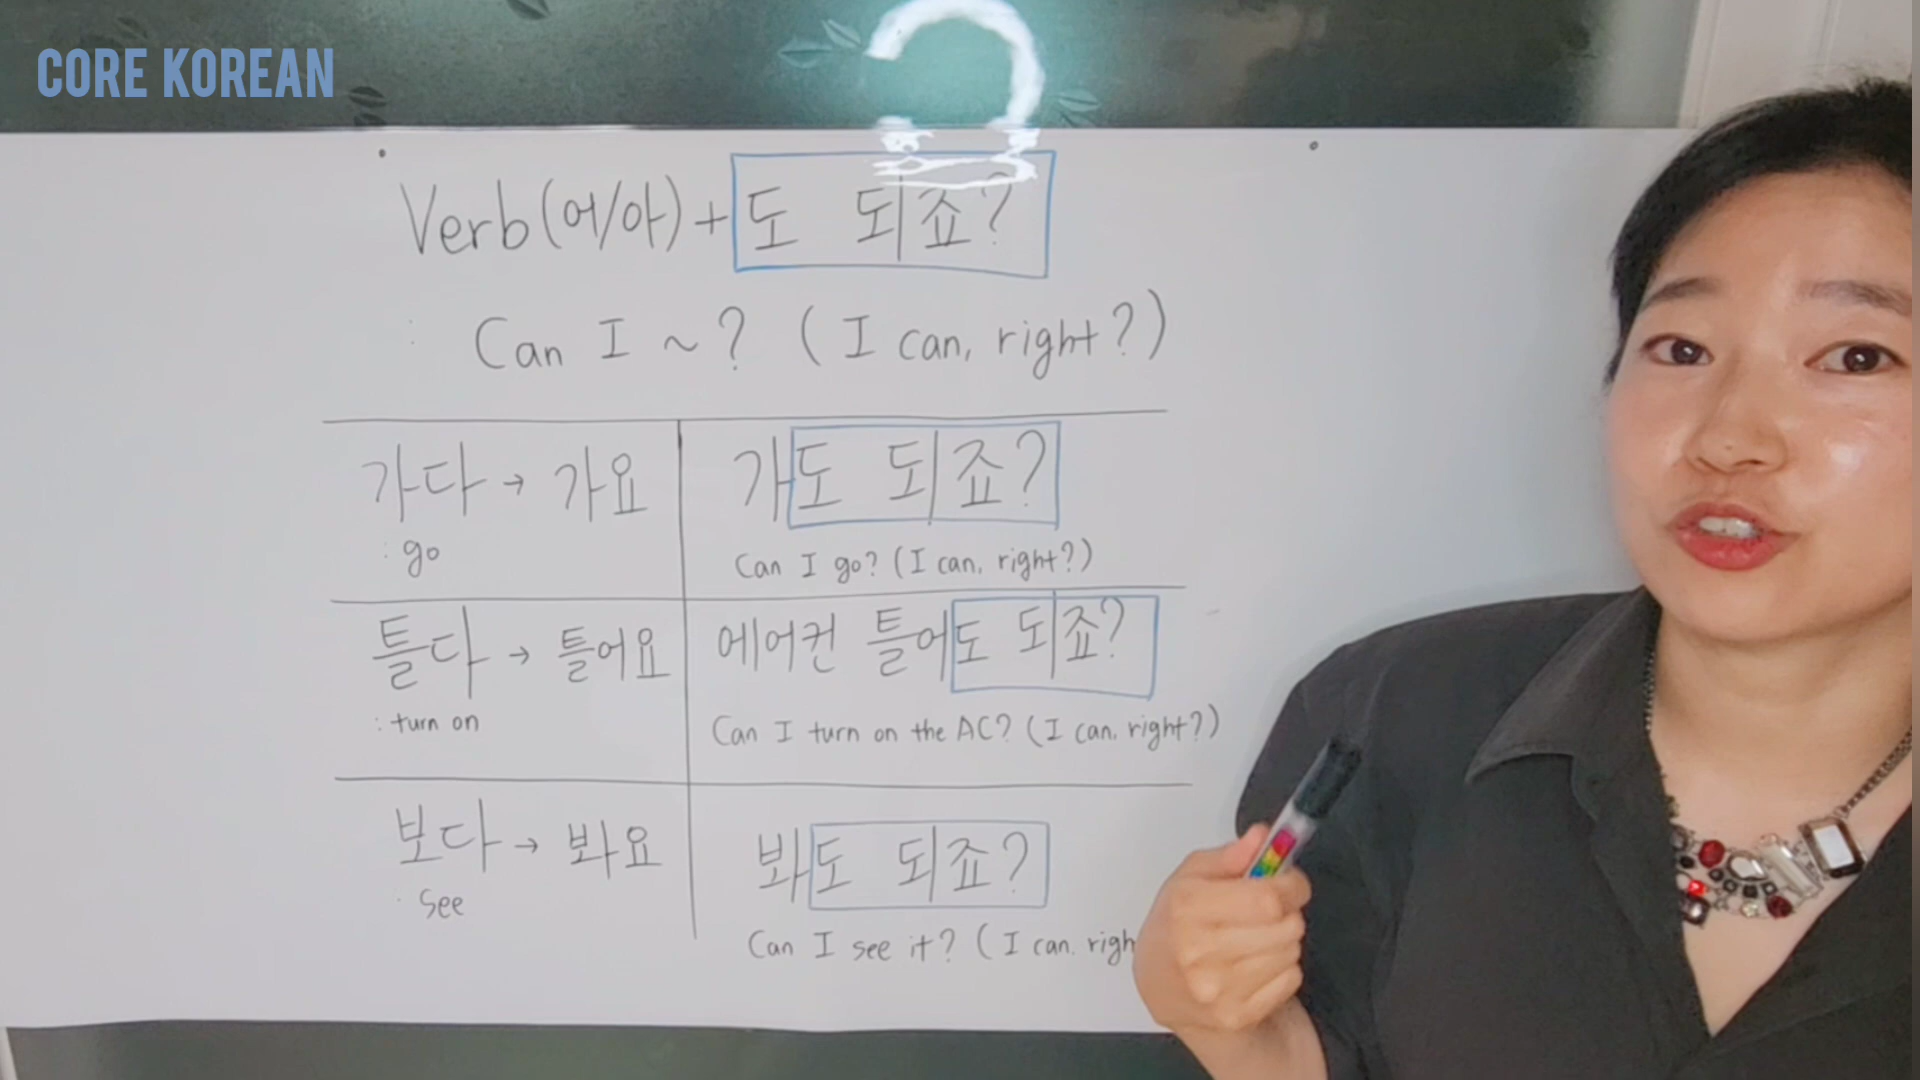 CORE KOREAN
Verb(어/아)+도 되죠?
: Can I ~? (I can, right?)
가다 → 가요
: go
가도 되죠?
Can I go? (I can, right?)
틀다 → 틀어요
: turn on
에어컨 틀어도 되죠?
Can I turn on the AC? (I can, right?)
보다 → 봐요
: see
봐도 되죠?
Can I see it? (I can, righ